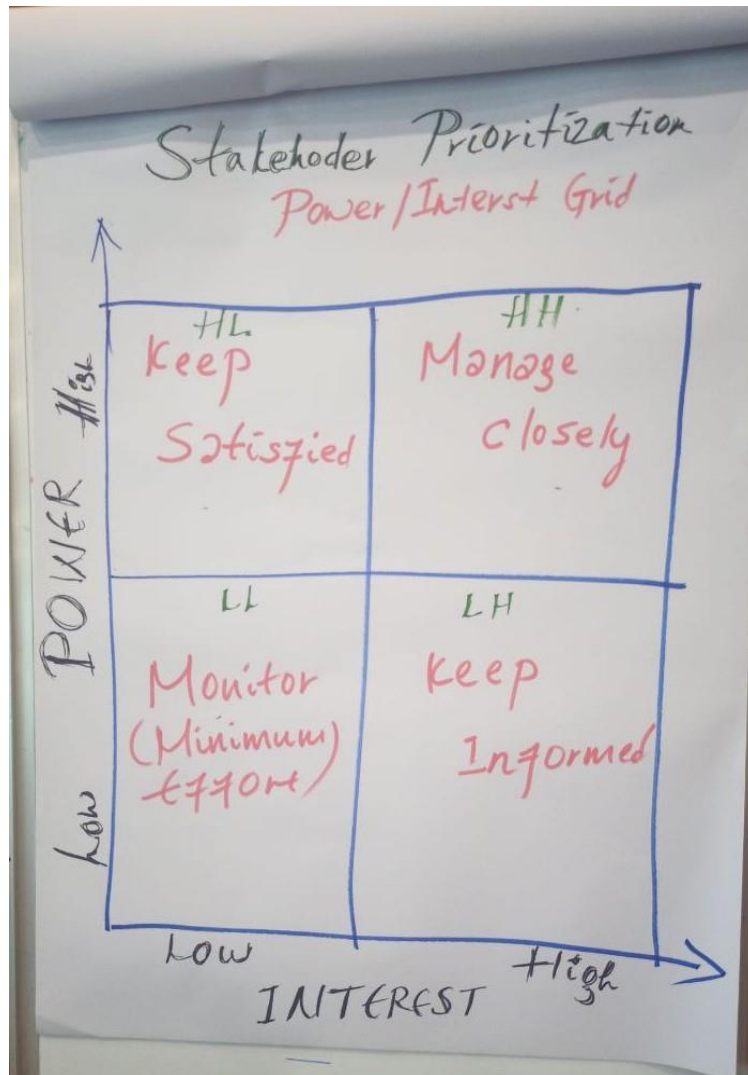 Stakehoder Prioritization
Power/Interst Grid
HL
Keep
Satisfied
HH
Manage
Closely
LL
Monitor
(Minimum)
Effort
LH
Keep
Informed
POWER
High
Low
Low
High
INTEREST